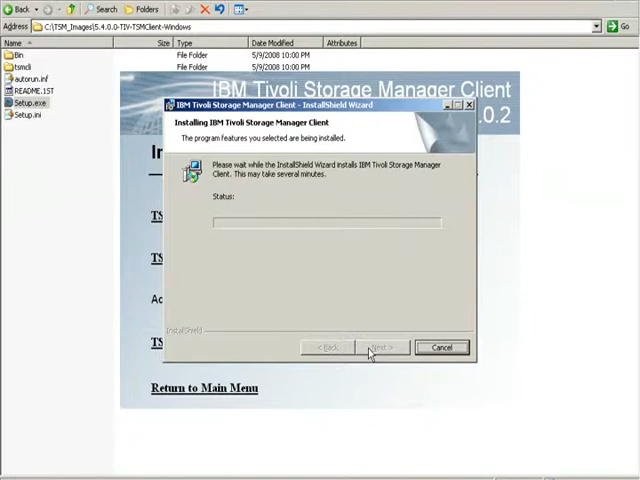 Back
Search
Folders
Address
C:\TSM_Images\5.4.0.0-TIV-TSMClient-Windows
Name
Size
Type
Date Modified
Attributes
Bin
File Folder
5/9/2008 10:00 PM
tsmcli
File Folder
5/9/2008 10:00 PM
autorun.inf
README.1ST
Setup.exe
Setup.ini
IBM Tivoli Storage Manager Client
.0.2
IBM Tivoli Storage Manager Client - InstallShield Wizard
Installing IBM Tivoli Storage Manager Client
The program features you selected are being installed.
In
Please wait while the InstallShield Wizard installs IBM Tivoli Storage Manager
Client. This may take several minutes.
Status:
TS
TS
Ac
TS
InstallShield
< Back
Next >
Cancel
Return to Main Menu